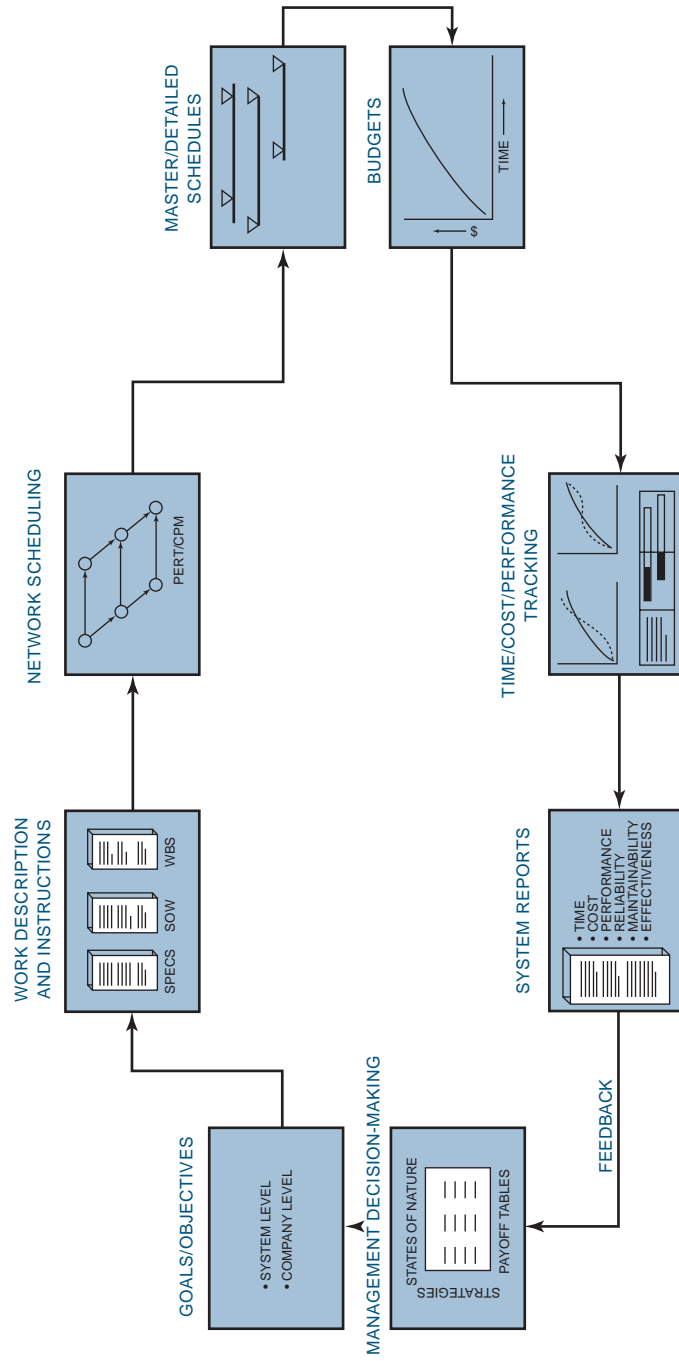 GOALS/OBJECTIVES
• SYSTEM LEVEL
• COMPANY LEVEL
WORK DESCRIPTION
AND INSTRUCTIONS
SPECS
SOW
WBS
NETWORK SCHEDULING
PERT/CPM
MASTER/DETAILED
SCHEDULES
BUDGETS
$
TIME
TIME/COST/PERFORMANCE
TRACKING
SYSTEM REPORTS
• TIME
• COST
• PERFORMANCE
• RELIABILITY
• MAINTAINABILITY
• EFFECTIVENESS
FEEDBACK
MANAGEMENT DECISION-MAKING
STATES OF NATURE
STRATEGIES
PAYOFF TABLES